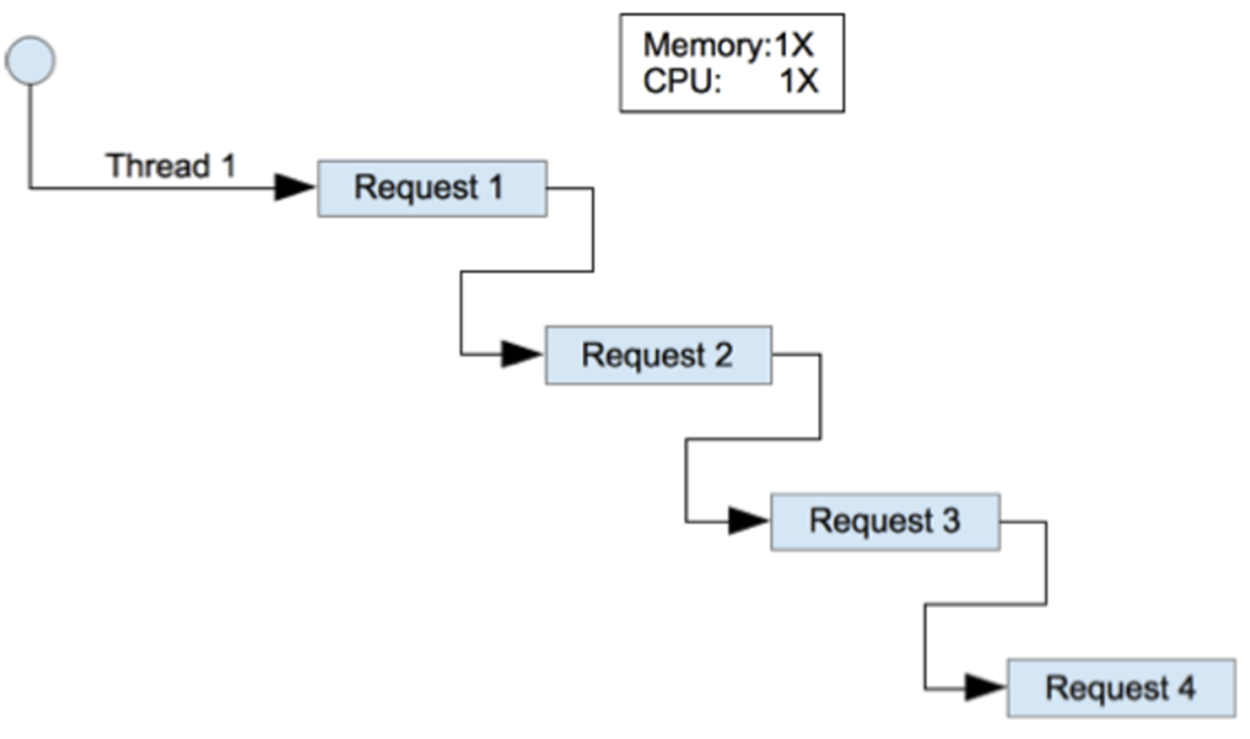 Memory:1X
CPU: 1X
Thread 1
Request 1
Request 2
Request 3
Request 4